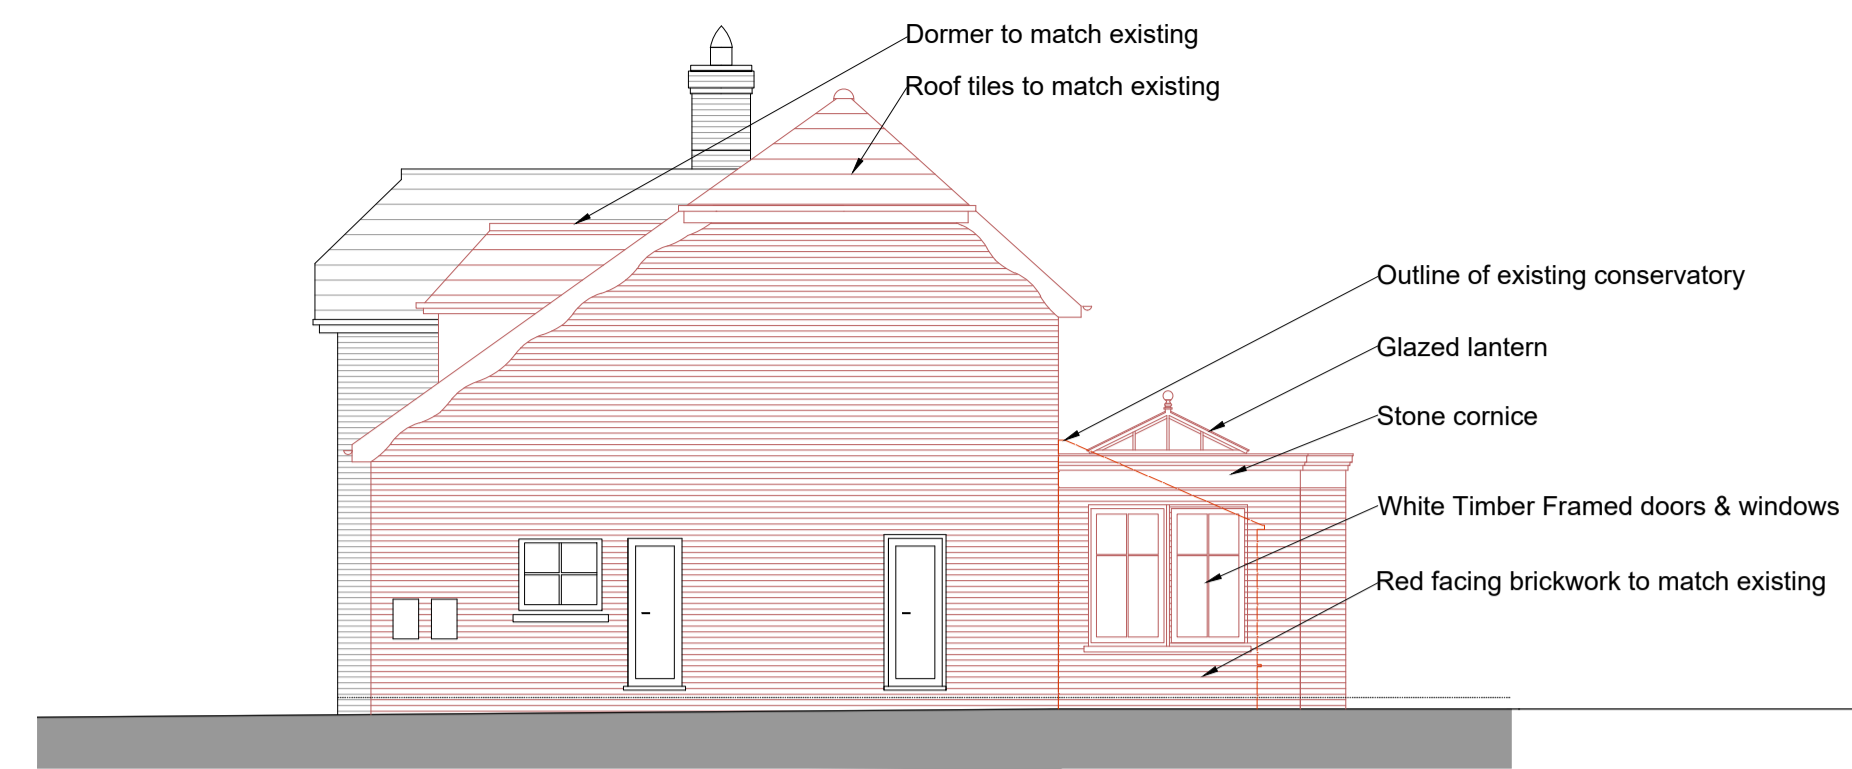 Dormer to match existing
Roof tiles to match existing
Outline of existing conservatory
Glazed lantern
Stone cornice
White Timber Framed doors & windows
Red facing brickwork to match existing